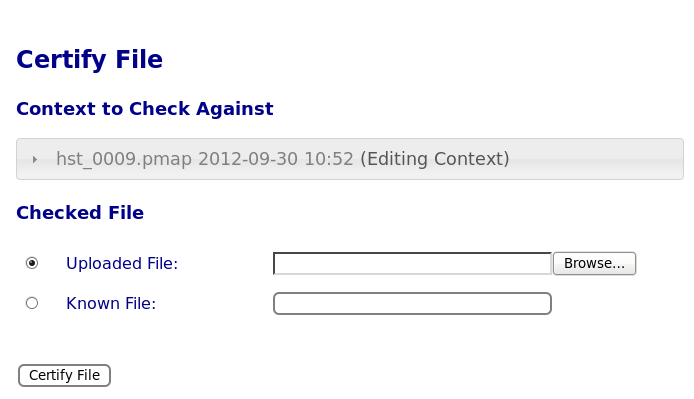 Certify File
Context to Check Against
hst_0009.pmap 2012-09-30 10:52 (Editing Context)
Checked File
Uploaded File: Browse...
Known File:
Certify File